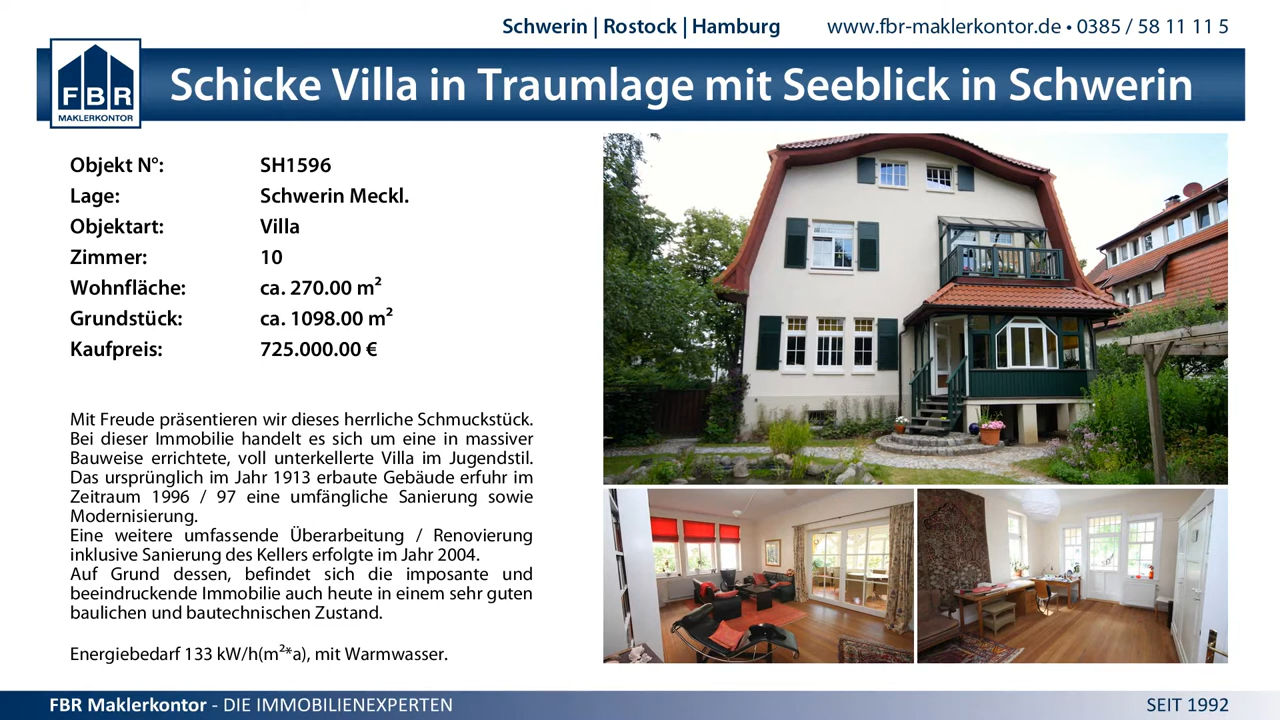 Schwerin | Rostock | Hamburg www.fbr-maklerkontor.de • 0385 / 58 11 11 5
FBR
MAKLERKONTOR
Schicke Villa in Traumlage mit Seeblick in Schwerin
Objekt N°: SH1596
Lage: Schwerin Meckl.
Objektart: Villa
Zimmer: 10
Wohnfläche: ca. 270.00 m²
Grundstück: ca. 1098.00 m²
Kaufpreis: 725.000.00 €
Mit Freude präsentieren wir dieses herrliche Schmuckstück.
Bei dieser Immobilie handelt es sich um eine in massiver
Bauweise errichtete, voll unterkellerte Villa im Jugendstil.
Das ursprünglich im Jahr 1913 erbaute Gebäude erfuhr im
Zeitraum 1996 / 97 eine umfängliche Sanierung sowie
Modernisierung.
Eine weitere umfassende Überarbeitung / Renovierung
inklusive Sanierung des Kellers erfolgte im Jahr 2004.
Auf Grund dessen, befindet sich die imposante und
beeindruckende Immobilie auch heute in einem sehr guten
baulichen und bautechnischen Zustand.
Energiebedarf 133 kW/h(m²*a), mit Warmwasser.
FBR Maklerkontor - DIE IMMOBILIENEXPERTEN SEIT 1992